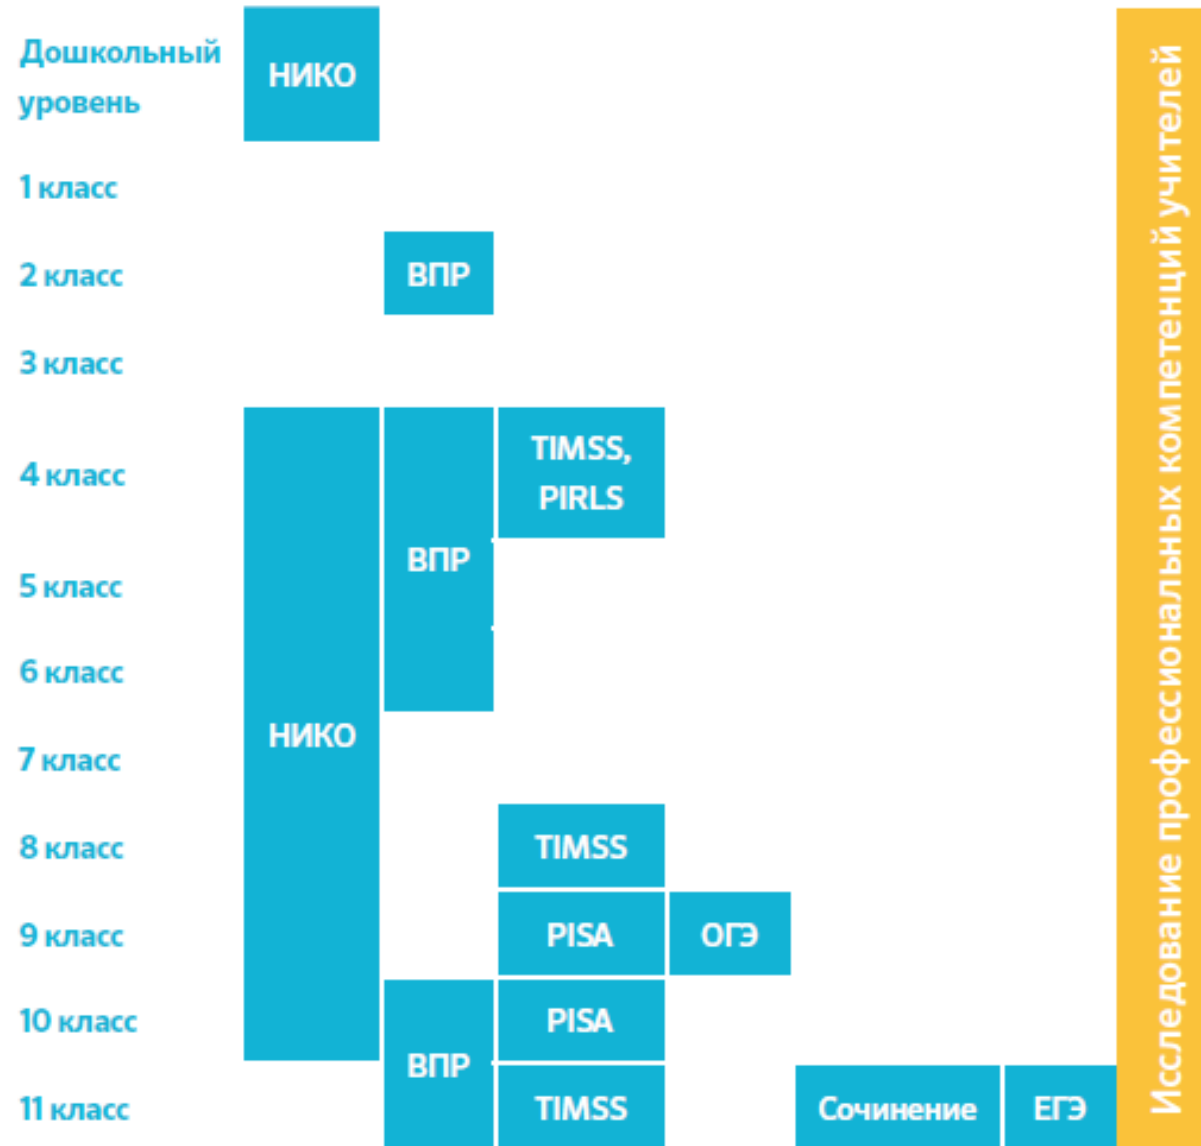 Дошкольный
уровень
НИКО
1 класс
2 класс
ВПР
3 класс
4 класс
TIMSS,
PIRLS
ВПР
5 класс
6 класс
НИКО
7 класс
8 класс
TIMSS
9 класс
PISA
ОГЭ
10 класс
PISA
ВПР
11 класс
TIMSS
Сочинение
ЕГЭ
Исследование профессиональных компетенций учителей